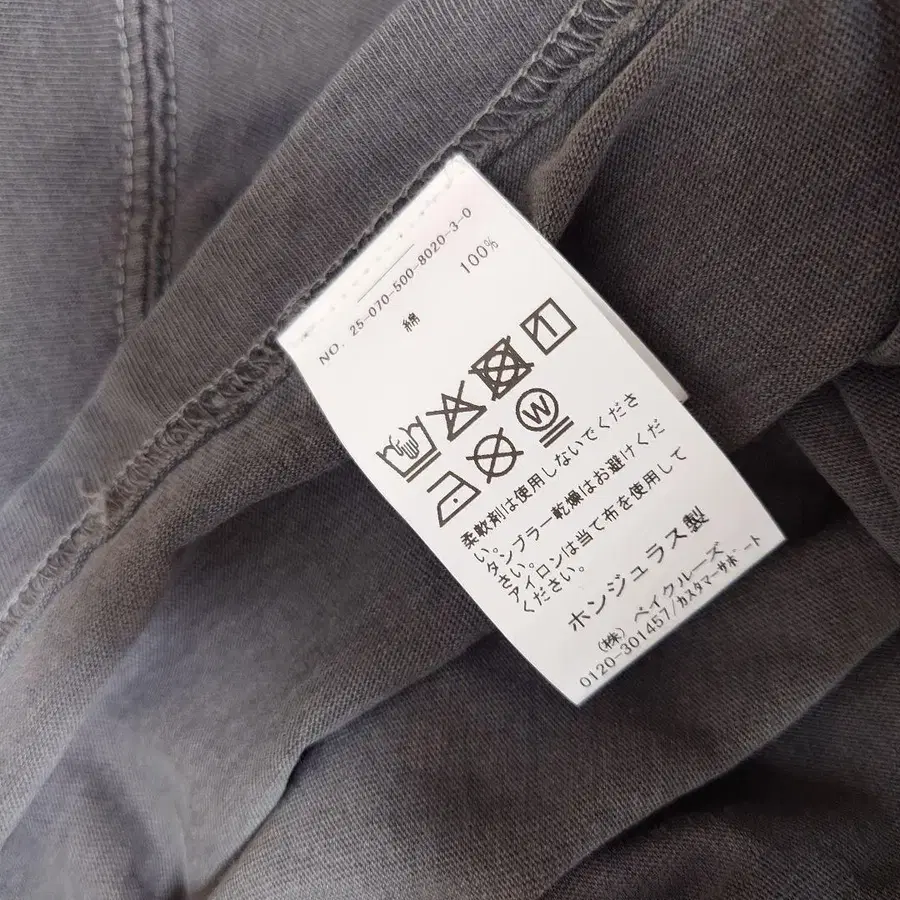 NO. 25-070-500-8020-3-0
綿 100%
W
柔軟剤は使用しないでくださ
い。
タンブラー乾燥はお避けくだ
さい。
アイロンは当て布を使用して
ください。
ホンジュラス製
(株) ベイクルーズ
0120-301457/カスタマーサポート